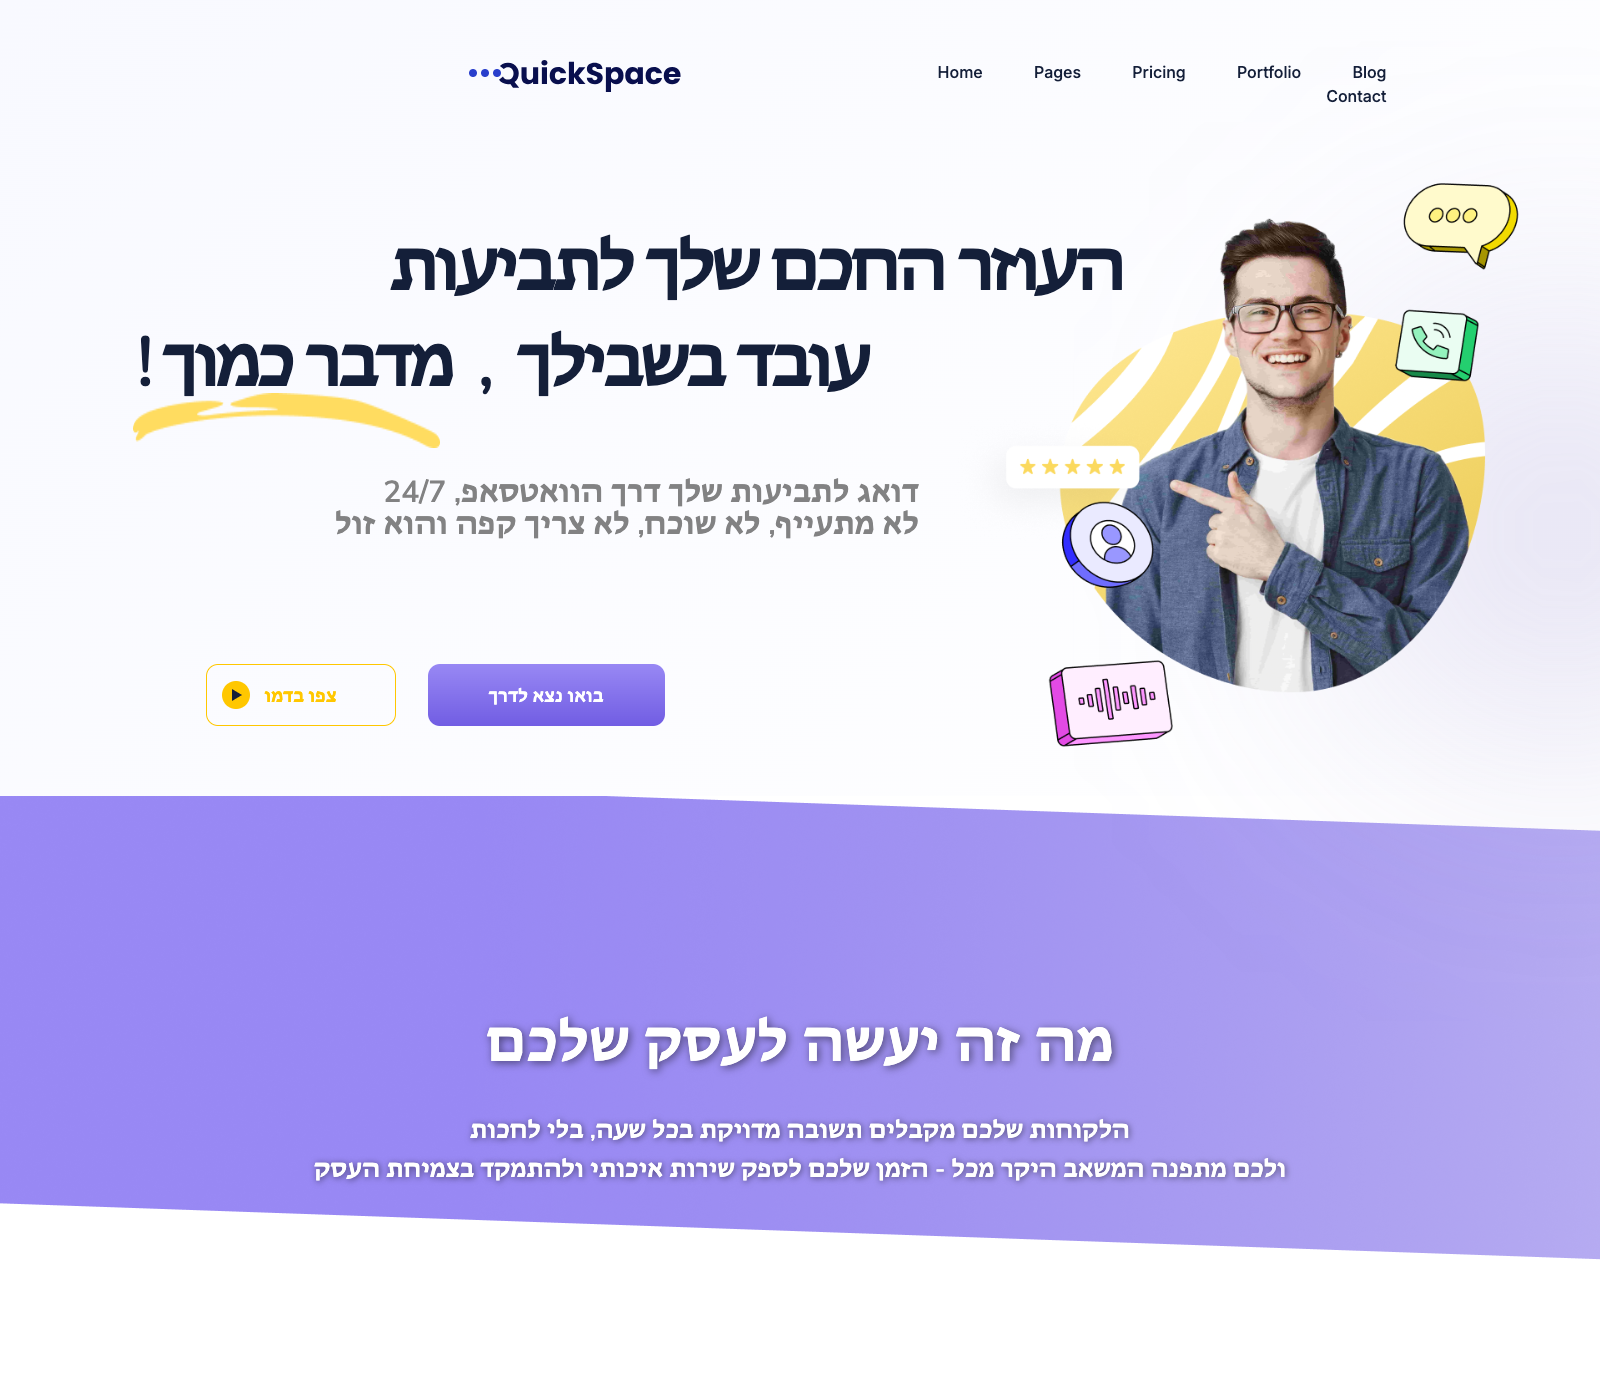 QuickSpace
Home Pages Pricing Portfolio Blog
Contact
העוזר החכם שלך לתביעות
עובד בשבילך , מדבר כמוך!
דואג לתביעות שלך דרך הוואטסאפ, 24/7
לא מתעייף, לא שוכח, לא צריך קפה והוא זול
בואו נצא לדרך
צפו בדמו
מה זה יעשה לעסק שלכם
הלקוחות שלכם מקבלים תשובה מדויקת בכל שעה, בלי לחכות
ולכם מתפנה המשאב היקר מכל - הזמן שלכם לספק שירות איכותי ולהתמקד בצמיחת העסק